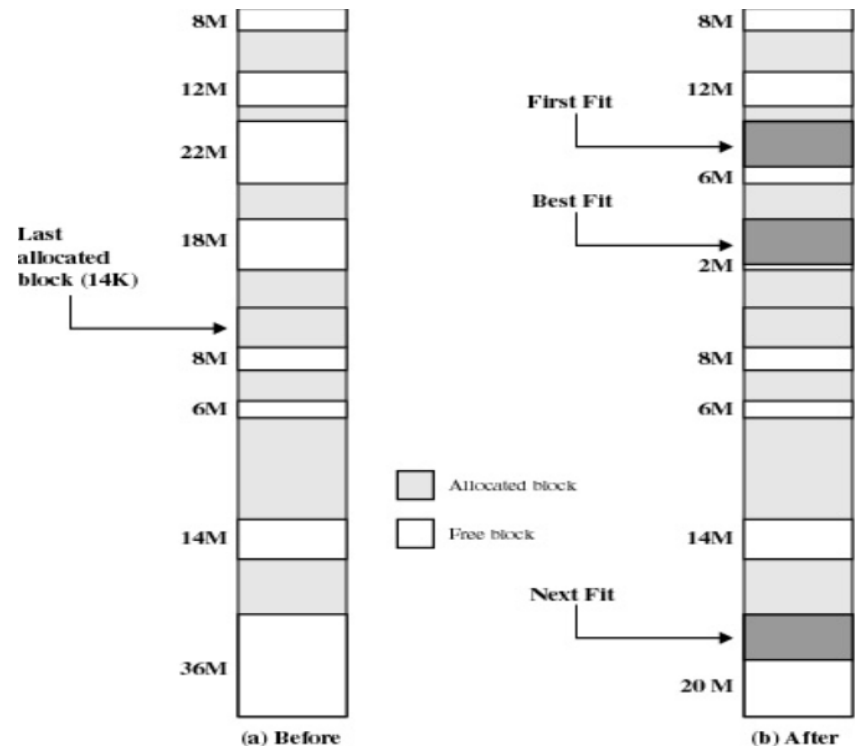 8M
12M
22M
18M
Last
allocated
block (14K)
8M
6M
14M
36M
(a) Before
Allocated block
Free block
8M
12M
First Fit
6M
Best Fit
2M
8M
6M
14M
Next Fit
20 M
(b) After